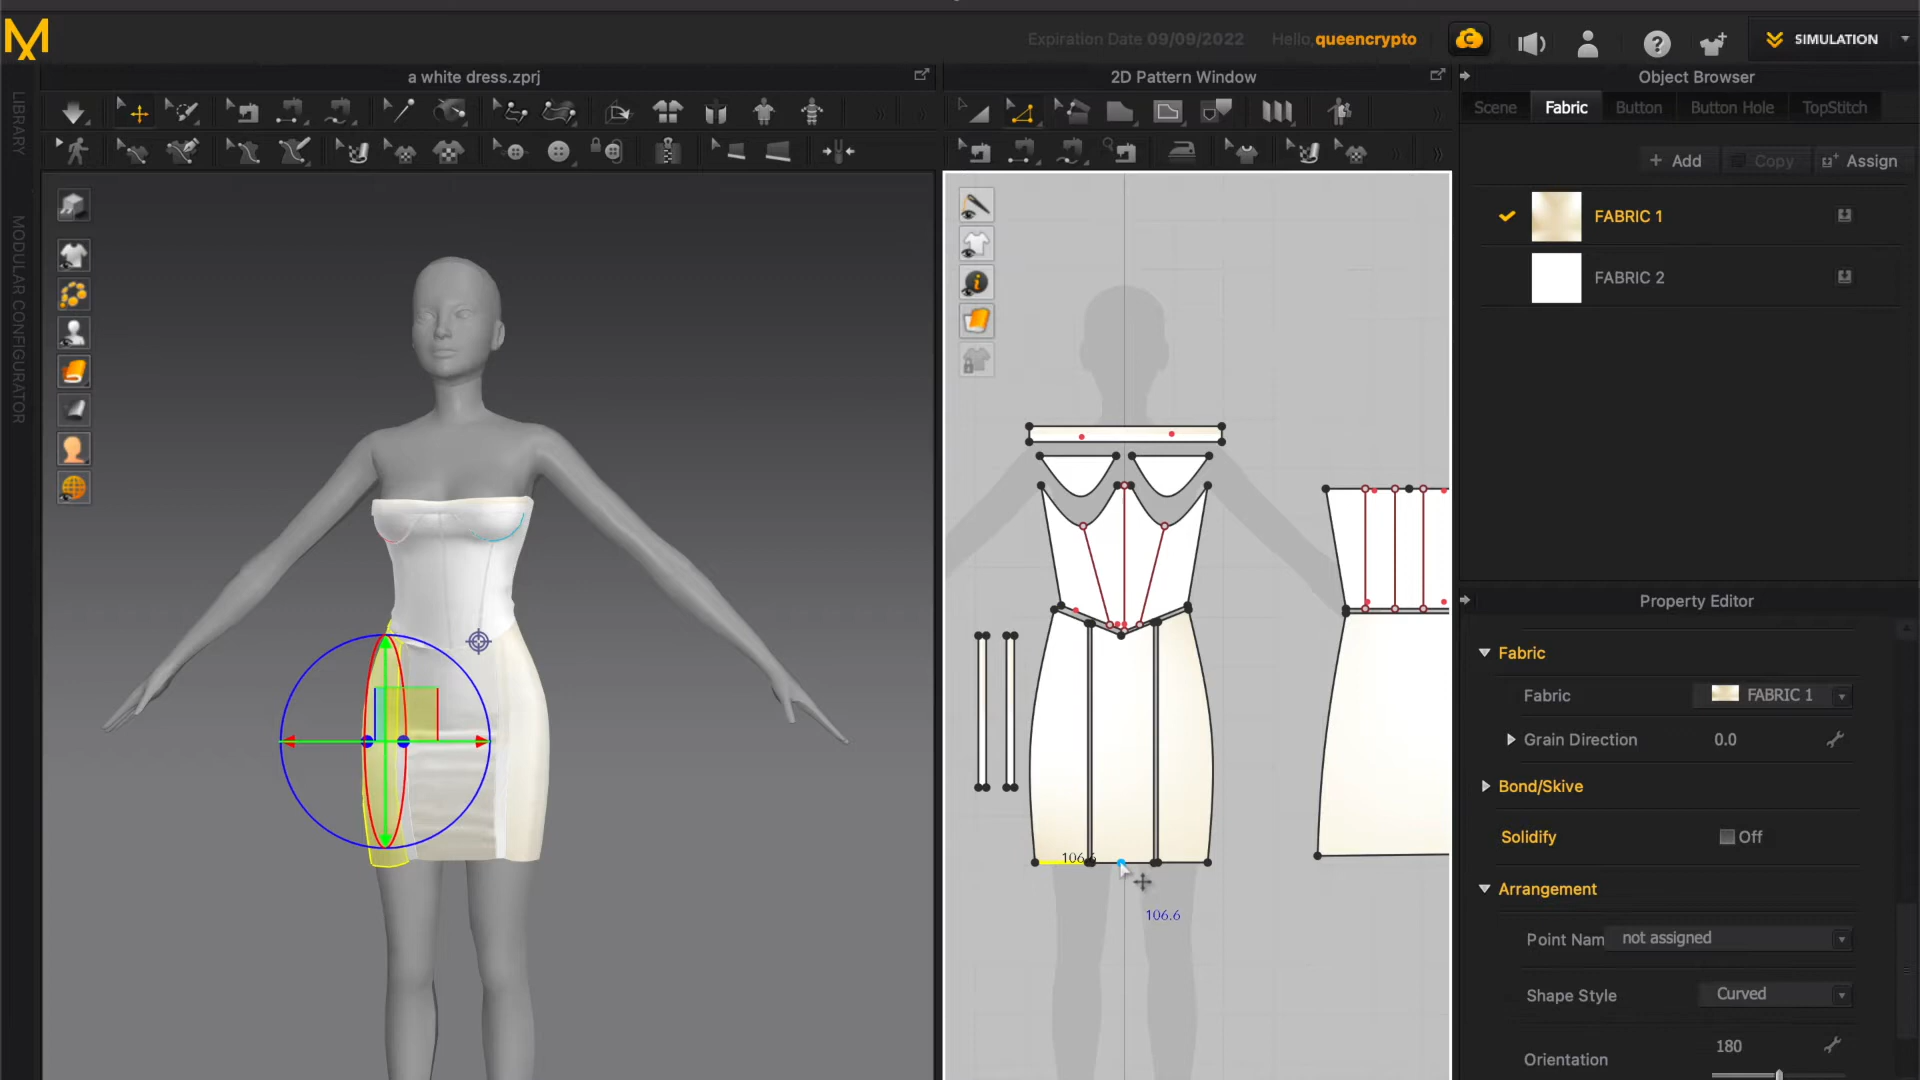 Expiration Date 09/09/2022 Hello, queencrypto
SIMULATION
a white dress.zprj
2D Pattern Window
Object Browser
Scene Fabric Button Button Hole TopStitch
+ Add Copy Assign
FABRIC 1
FABRIC 2
LIBRARY
MODULAR CONFIGURATOR
106.6
106.6
Property Editor
Fabric
Fabric FABRIC 1
Grain Direction 0.0
Bond/Skive
Solidify Off
Arrangement
Point Nam not assigned
Shape Style Curved
Orientation 180